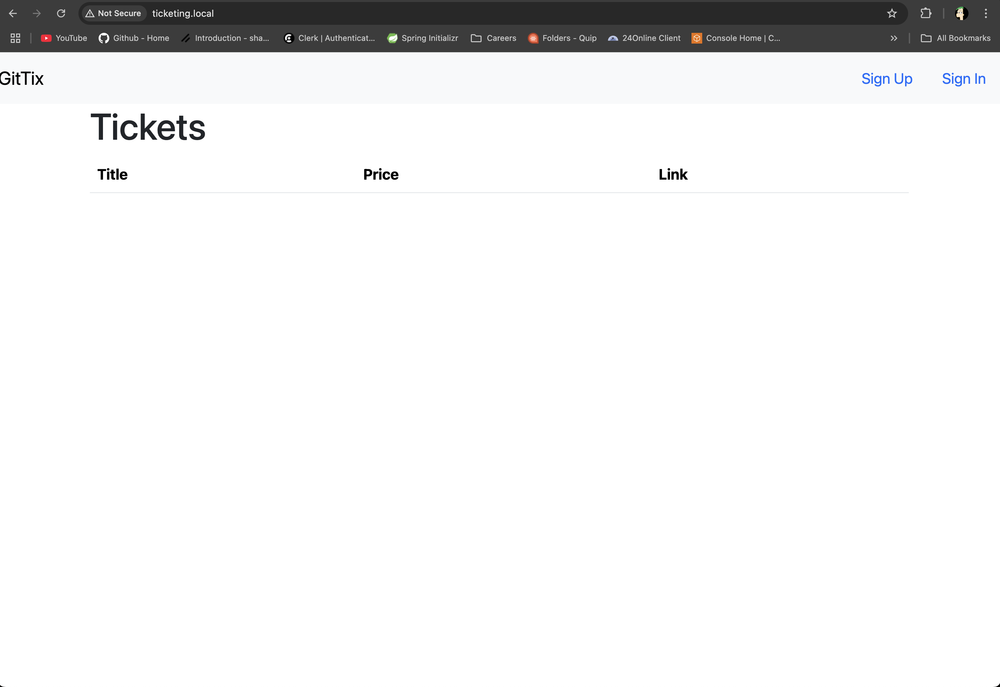 Not Secure ticketing.local
YouTube Github - Home Introduction - sha... Clerk | Authenticat... Spring Initializr Careers Folders - Quip 24Online Client Console Home | C... All Bookmarks
GitTix Sign Up Sign In
Tickets
Title Price Link